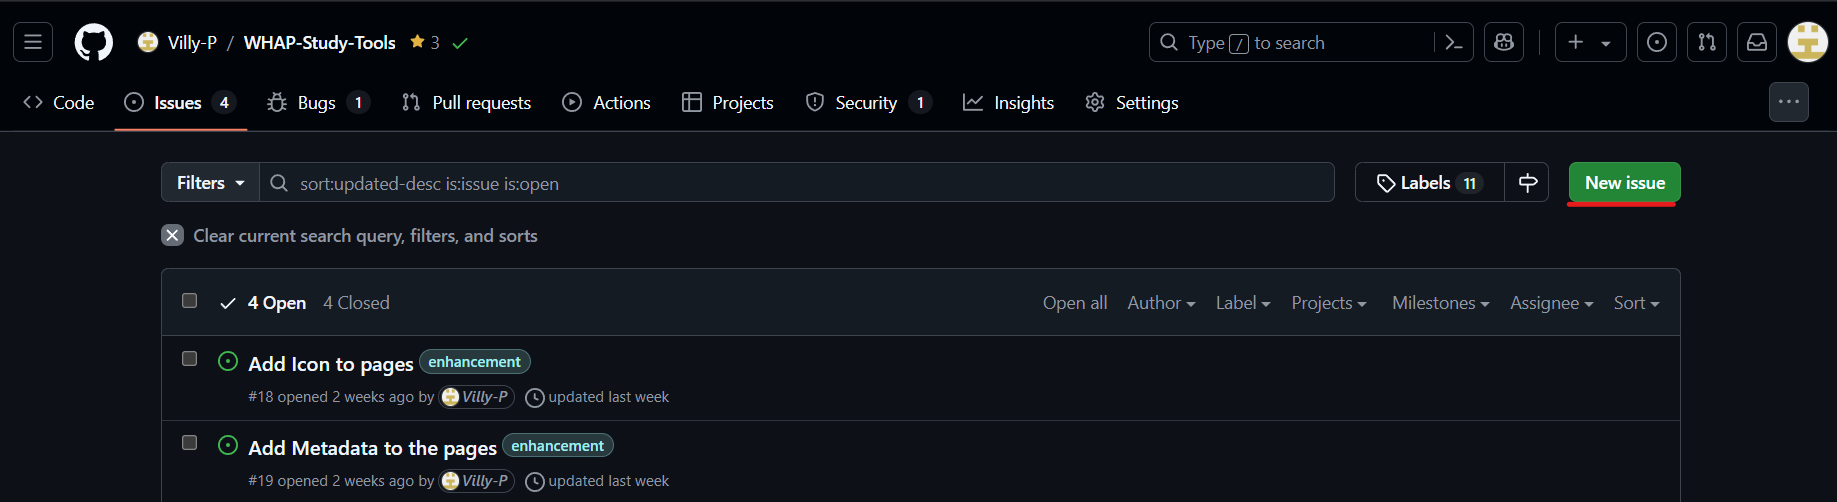 Villy-P / WHAP-Study-Tools 3
Type / to search
Code Issues 4 Bugs 1 Pull requests Actions Projects Security 1 Insights Settings
Filters sort:updated-desc is:issue is:open Labels 11 New issue
Clear current search query, filters, and sorts
4 Open 4 Closed Open all Author Label Projects Milestones Assignee Sort
Add Icon to pages enhancement
#18 opened 2 weeks ago by Villy-P updated last week
Add Metadata to the pages enhancement
#19 opened 2 weeks ago by Villy-P updated last week